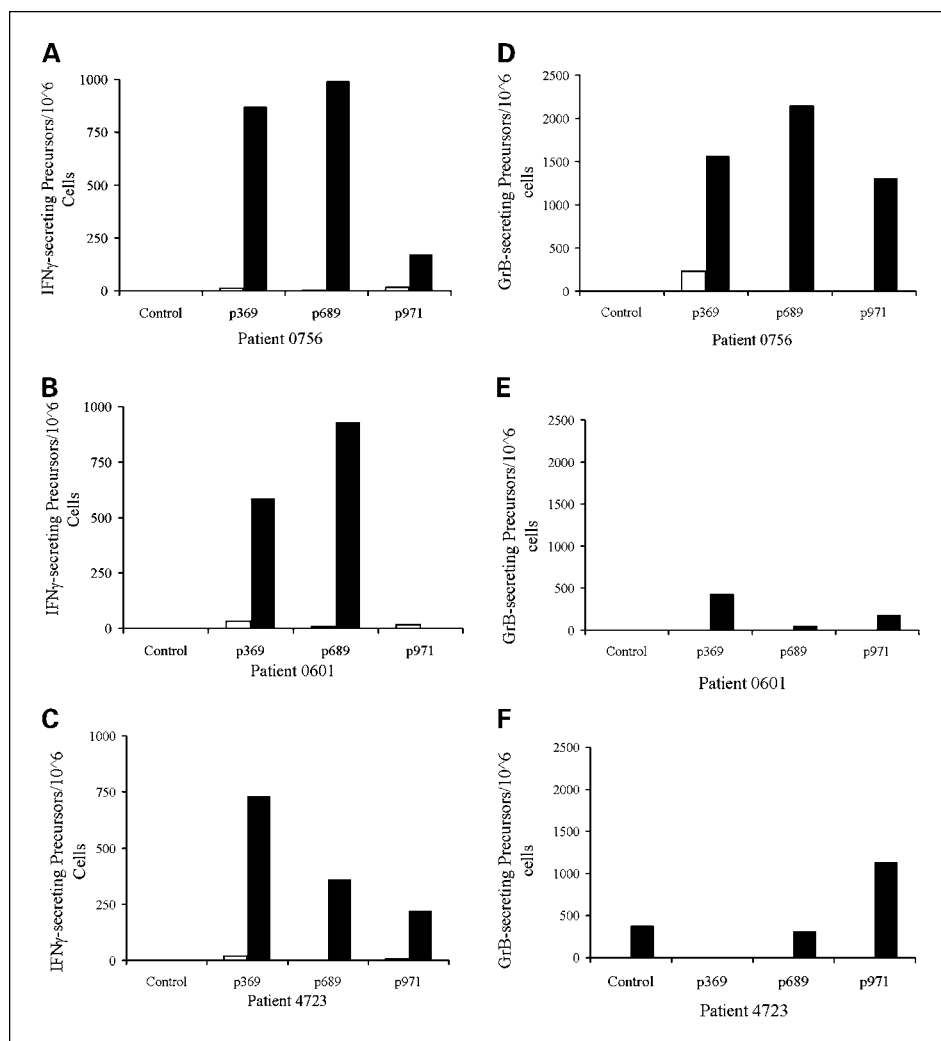 A
IFNγ-secreting Precursors/10^6
Cells
1000
750
500
250
0
Control p369 p689 p971
Patient 0756
D
GrB-secreting Precursors/10^6
cells
2500
2000
1500
1000
500
0
Control p369 p689 p971
Patient 0756
B
IFNγ-secreting Precursors/10^6
Cells
1000
750
500
250
0
Control p369 p689 p971
Patient 0601
E
GrB-secreting Precursors/10^6
cells
2500
2000
1500
1000
500
0
Control p369 p689 p971
Patient 0601
C
IFNγ-secreting Precursors/10^6
Cells
1000
750
500
250
0
Control p369 p689 p971
Patient 4723
F
GrB-secreting Precursors/10^6
cells
2500
2000
1500
1000
500
0
Control p369 p689 p971
Patient 4723